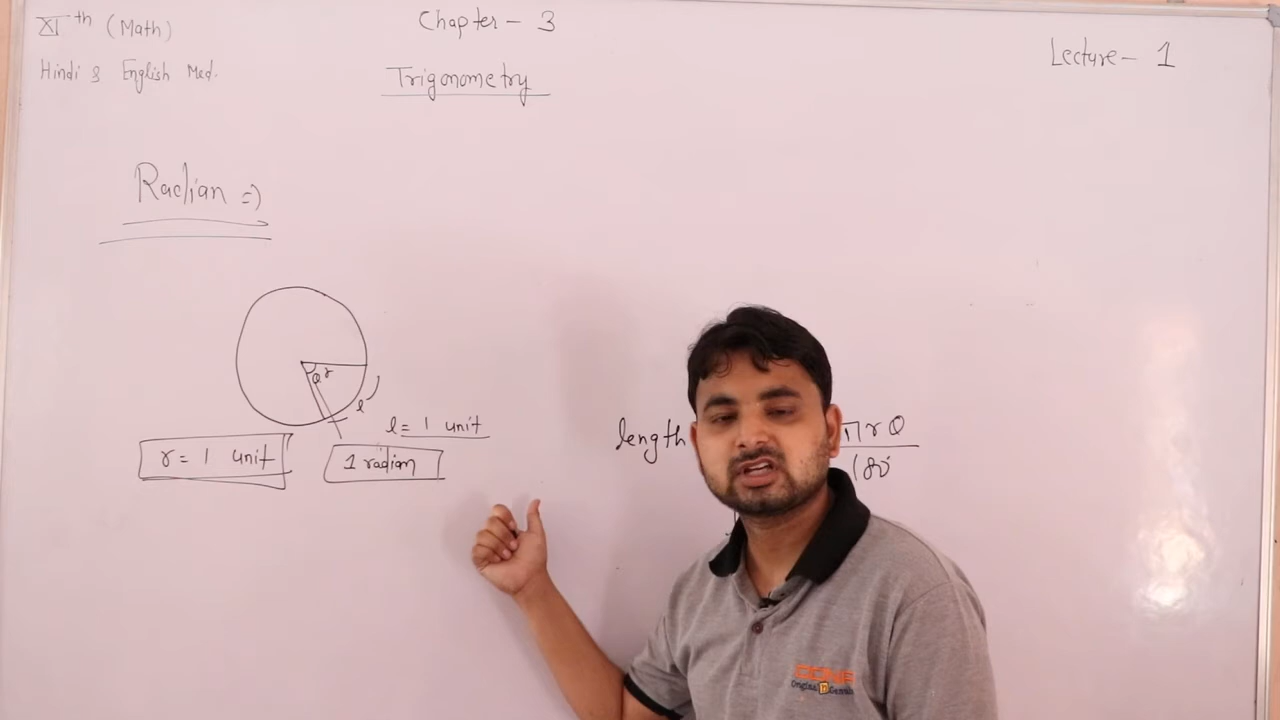 XIth (Math)
Chapter - 3
Lecture - 1
Hindi & English Med.
Trigonometry
Radian =>
θ r
l
l = 1 unit
r = 1 unit
1 radian
length
πrθ
180°
Original